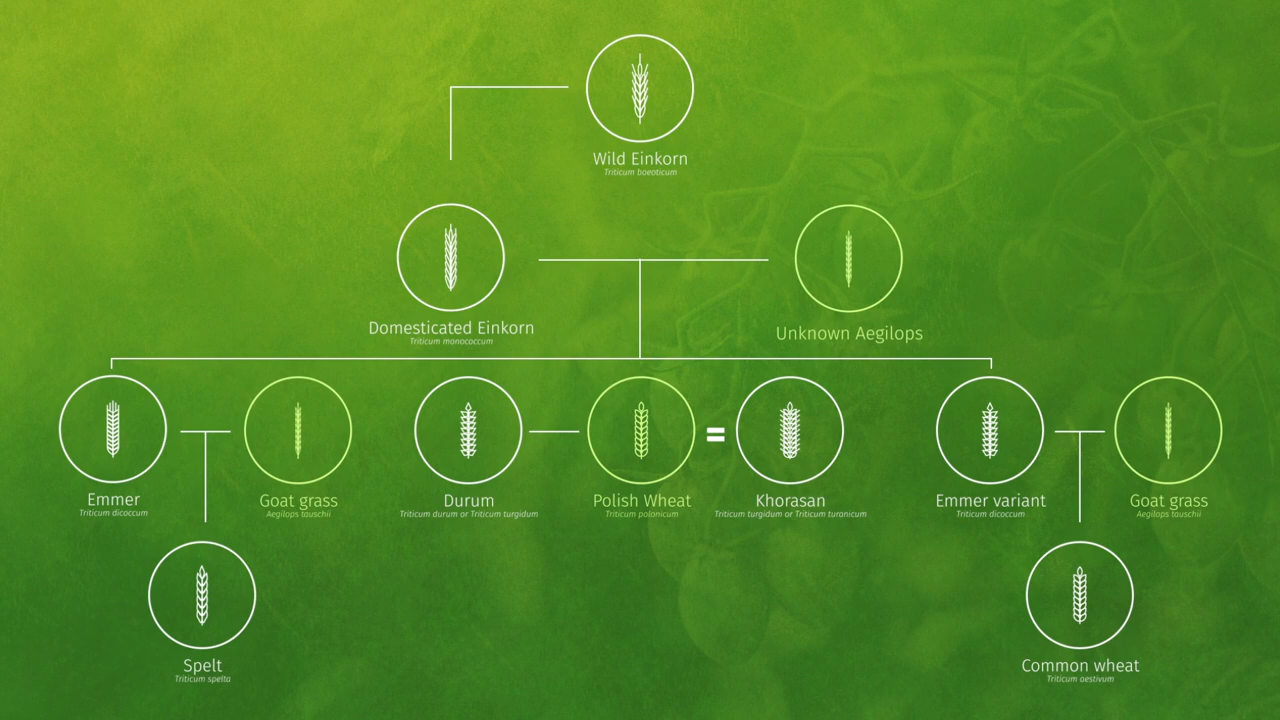 Wild Einkorn
Triticum boeoticum
Domesticated Einkorn
Triticum monococcum
Unknown Aegilops
Emmer
Triticum dicoccum
Goat grass
Aegilops tauschii
Durum
Triticum durum or Triticum turgidum
Polish Wheat
Triticum polonicum
=
Khorasan
Triticum turgidum or Triticum turanicum
Emmer variant
Triticum dicoccum
Goat grass
Aegilops tauschii
Spelt
Triticum spelta
Common wheat
Triticum aestivum